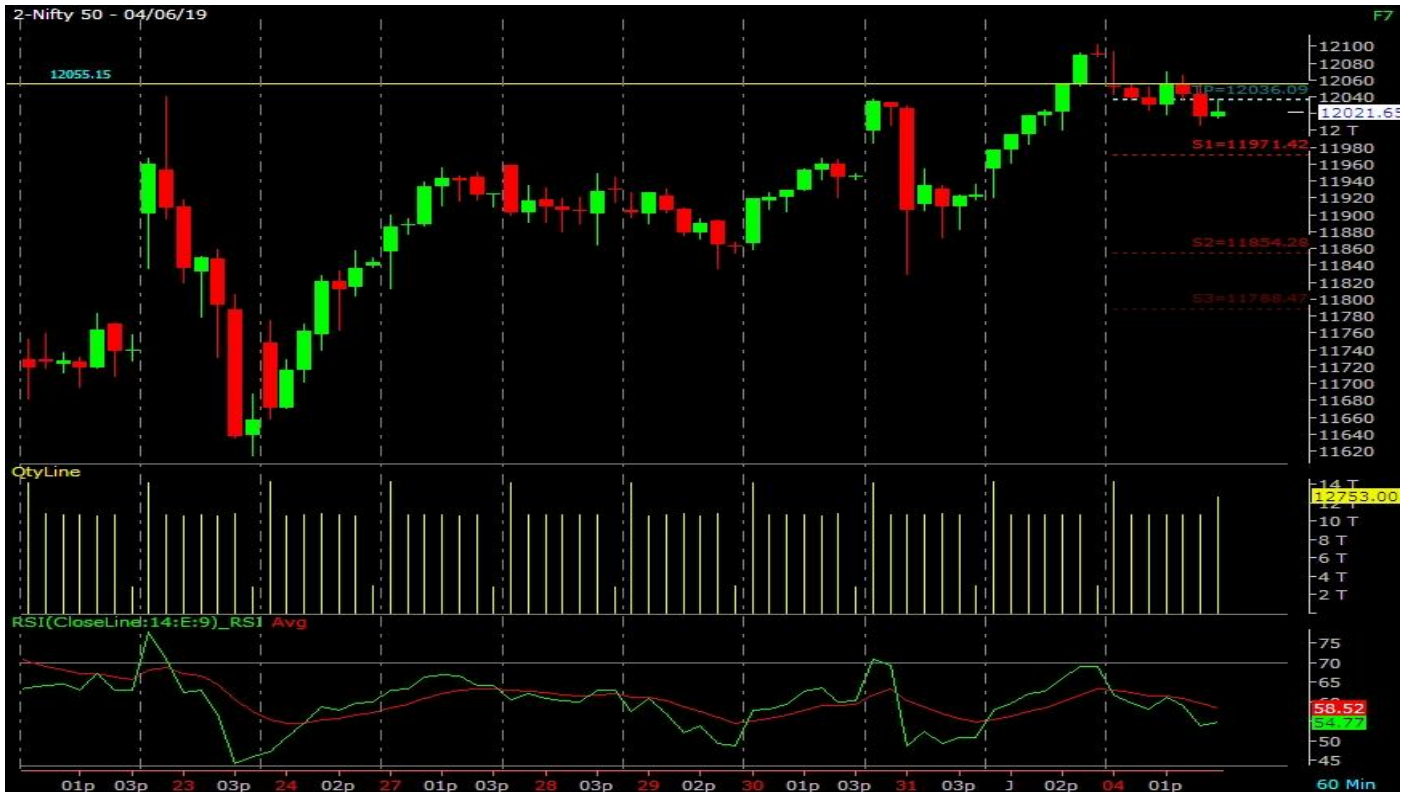 2-Nifty 50 - 04/06/19
F7
12055.15
12100
12080
12060
TP=12036.09
12040
12021.65
12 T
S1=11971.42
11980
11960
11940
11920
11900
11880
S2=11854.28
11860
11840
11820
S3=11788.47
11800
11780
11760
11740
11720
11700
11680
11660
11640
11620
QtyLine
14 T
12753.00
12 T
10 T
8 T
6 T
4 T
2 T
RSI(CloseLine:14:E:9)_RSI Avg
75
70
65
58.52
54.77
50
45
01p 03p 23 03p 24 02p 27 01p 03p 28 03p 29 02p 30 01p 03p 31 03p J 02p 04 01p 60 Min